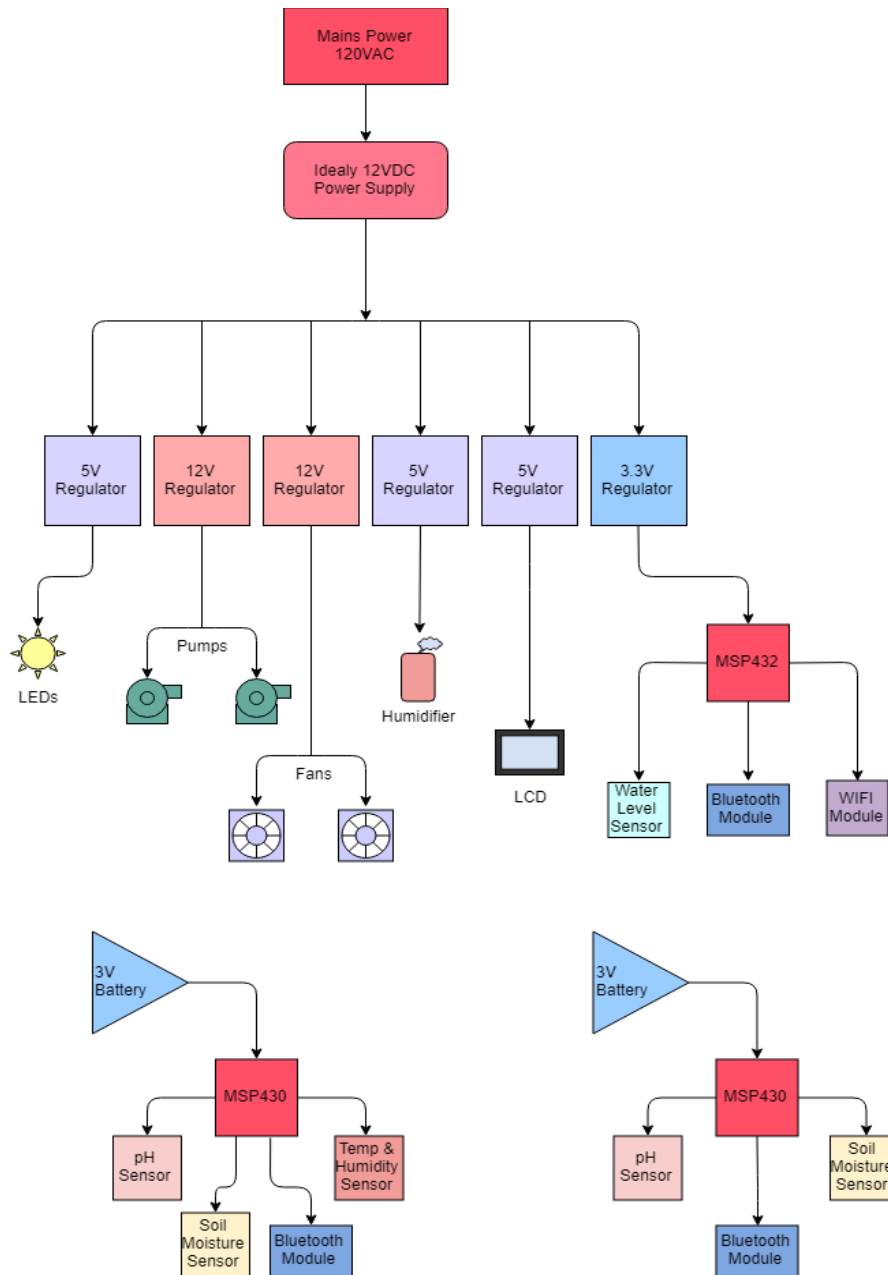 Mains Power
120VAC
Idealy 12VDC
Power Supply
5V
Regulator
12V
Regulator
12V
Regulator
5V
Regulator
5V
Regulator
3.3V
Regulator
LEDs
Pumps
Fans
Humidifier
LCD
MSP432
Water
Level
Sensor
Bluetooth
Module
WIFI
Module
3V
Battery
MSP430
pH
Sensor
Soil
Moisture
Sensor
Bluetooth
Module
Temp &
Humidity
Sensor
3V
Battery
MSP430
pH
Sensor
Bluetooth
Module
Soil
Moisture
Sensor